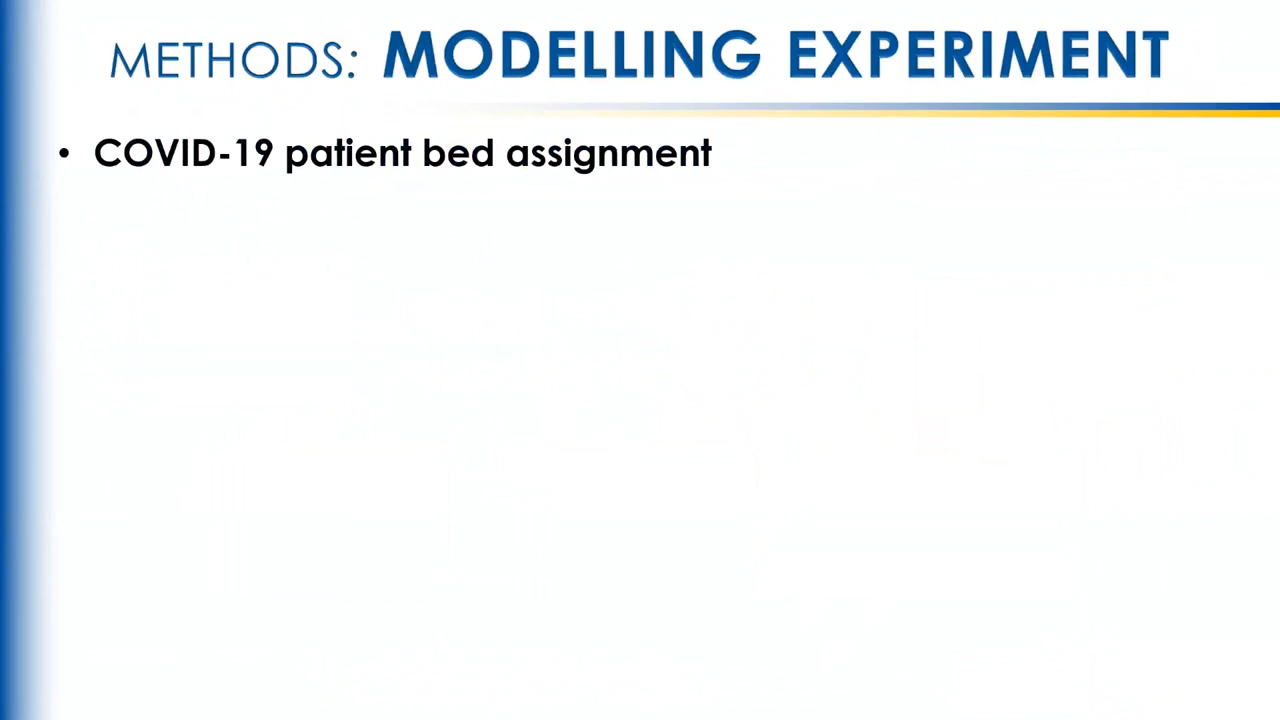 METHODS: MODELLING EXPERIMENT
• COVID-19 patient bed assignment